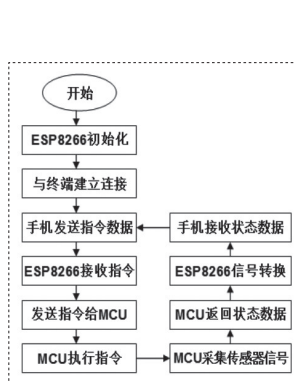 开始
ESP8266初始化
与终端建立连接
手机发送指令数据
ESP8266接收指令
发送指令给MCU
MCU执行指令
MCU采集传感器信号
MCU返回状态数据
ESP8266信号转换
手机接收状态数据